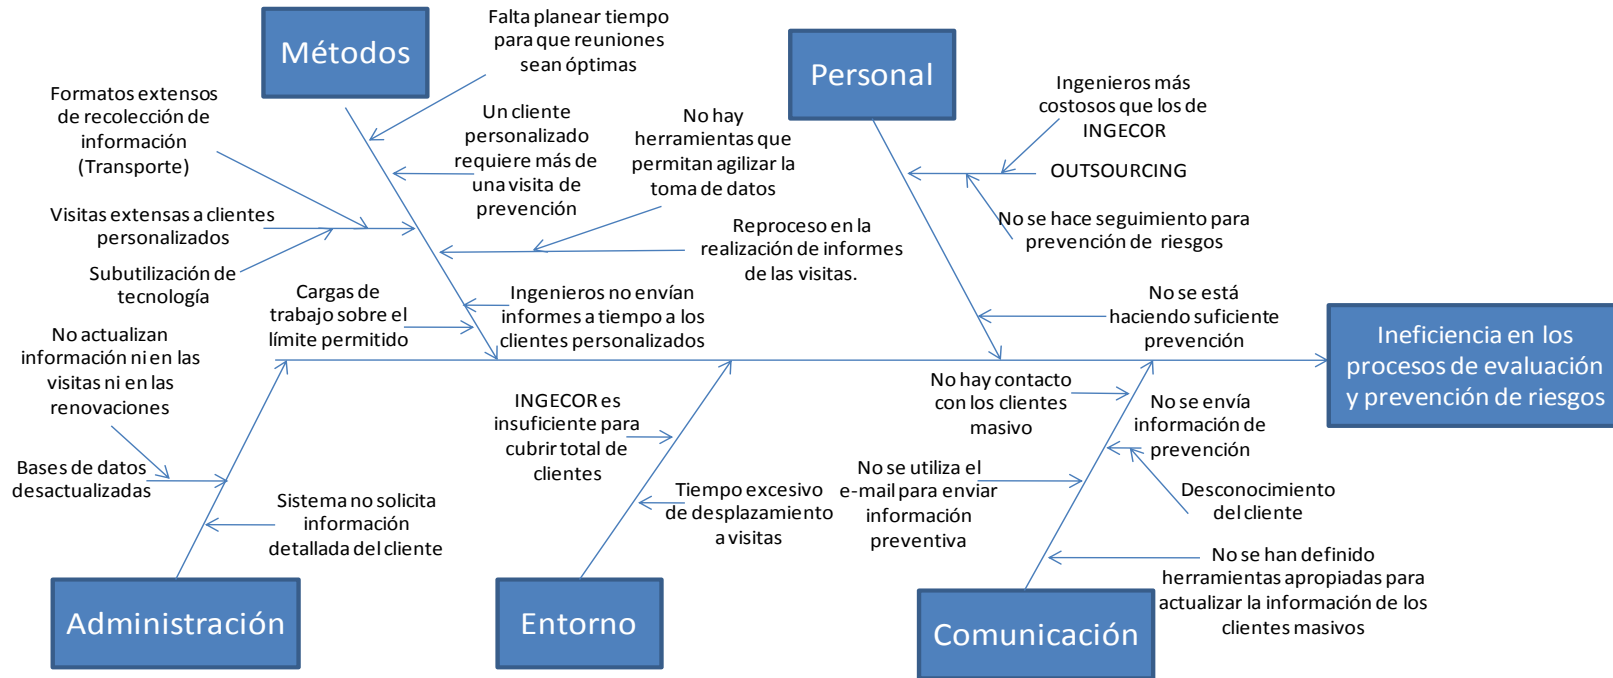 Métodos
Falta planear tiempo
para que reuniones
sean óptimas
Personal
Formatos extensos
de recolección de
información
(Transporte)
Un cliente
personalizado
requiere más de
una visita de
prevención
No hay
herramientas que
permitan agilizar la
toma de datos
Ingenieros más
costosos que los de
INGECOR
OUTSOURCING
No se hace seguimiento para
prevención de riesgos
Visitas extensas a clientes
personalizados
Subutilización de
tecnología
Reproceso en la
realización de informes
de las visitas.
Cargas de
trabajo sobre el
límite permitido
Ingenieros no envían
informes a tiempo a los
clientes personalizados
No se está
haciendo suficiente
prevención
Ineficiencia en los
procesos de evaluación
y prevención de riesgos
No actualizan
información ni en las
visitas ni en las
renovaciones
Bases de datos
desactualizadas
Sistema no solicita
información
detallada del cliente
Administración
INGECOR es
insuficiente para
cubrir total de
clientes
Tiempo excesivo
de desplazamiento
a visitas
Entorno
No hay contacto
con los clientes
masivo
No se envía
información de
prevención
No se utiliza el
e-mail para enviar
información
preventiva
Desconocimiento
del cliente
No se han definido
herramientas apropiadas para
actualizar la información de los
clientes masivos
Comunicación